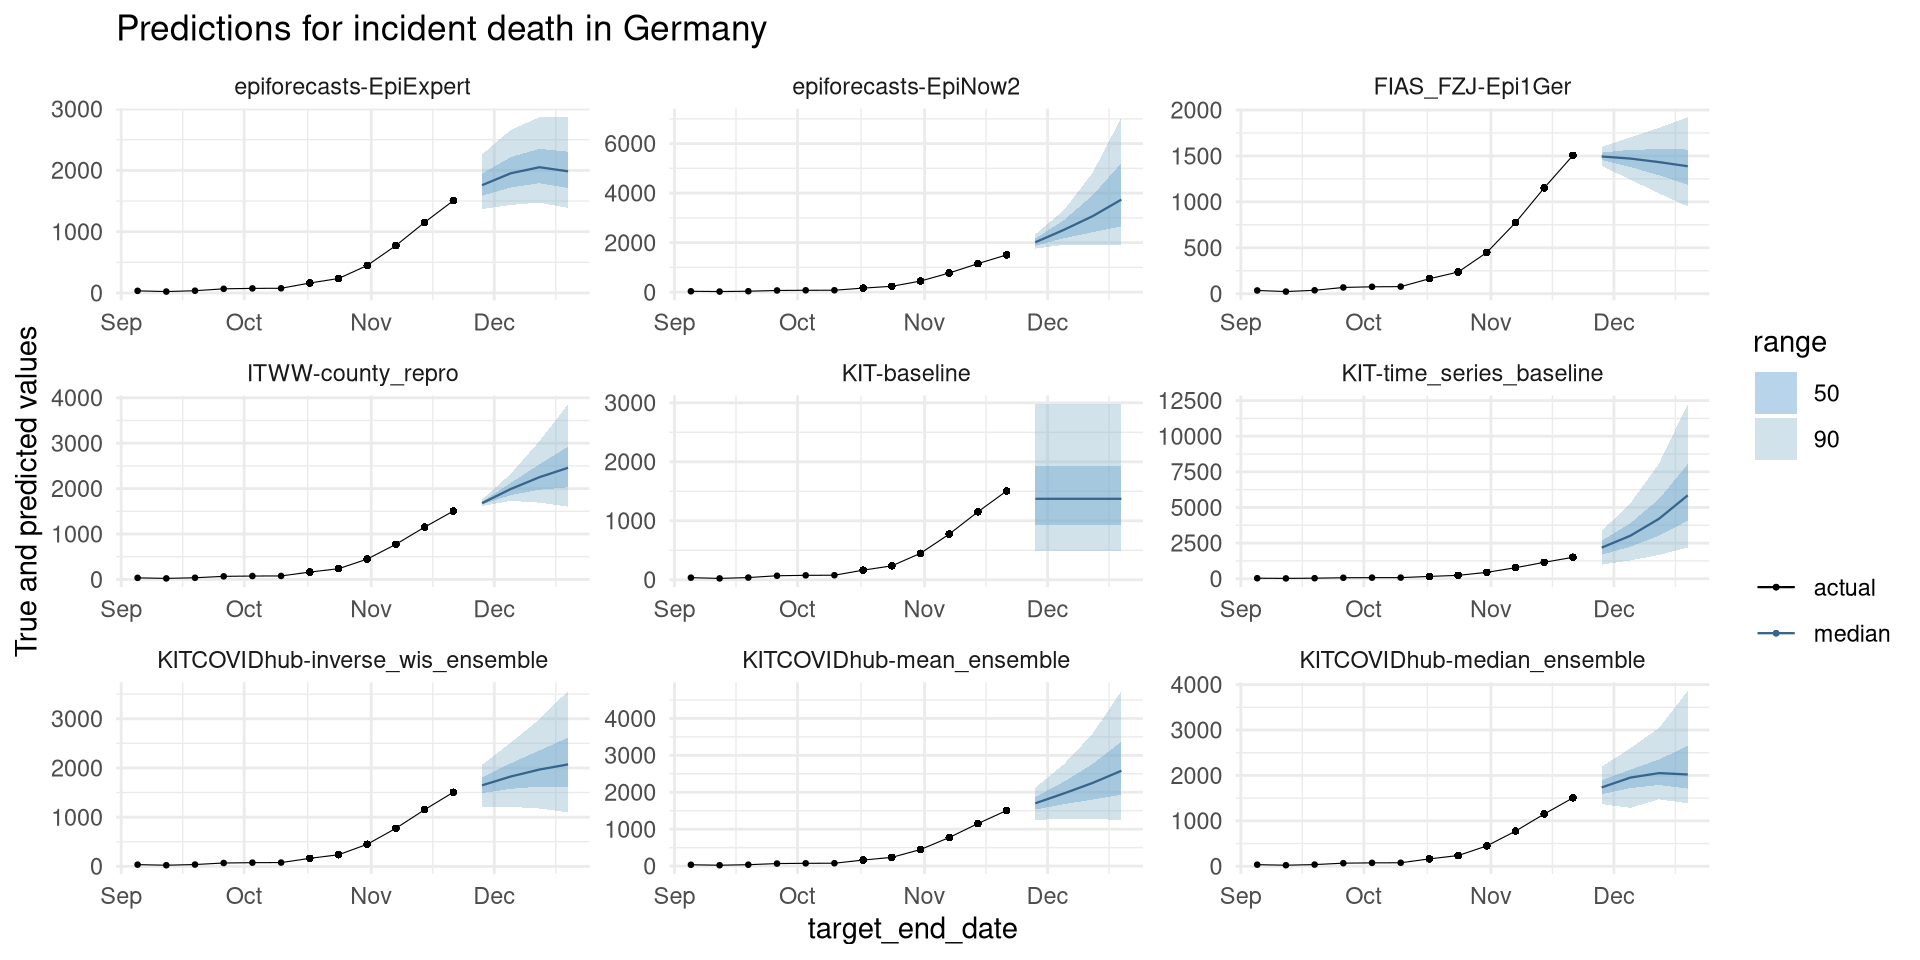 Predictions for incident death in Germany
True and predicted values
epiforecasts-EpiExpert
3000
2000
1000
0
Sep Oct Nov Dec
epiforecasts-EpiNow2
6000
4000
2000
0
Sep Oct Nov Dec
FIAS_FZJ-Epi1Ger
2000
1500
1000
500
0
Sep Oct Nov Dec
ITWW-county_repro
4000
3000
2000
1000
0
Sep Oct Nov Dec
KIT-baseline
3000
2000
1000
0
Sep Oct Nov Dec
KIT-time_series_baseline
12500
10000
7500
5000
2500
0
Sep Oct Nov Dec
KITCOVIDhub-inverse_wis_ensemble
3000
2000
1000
0
Sep Oct Nov Dec
KITCOVIDhub-mean_ensemble
4000
3000
2000
1000
0
Sep Oct Nov Dec
KITCOVIDhub-median_ensemble
4000
3000
2000
1000
0
Sep Oct Nov Dec
target_end_date
range
50
90
actual
median